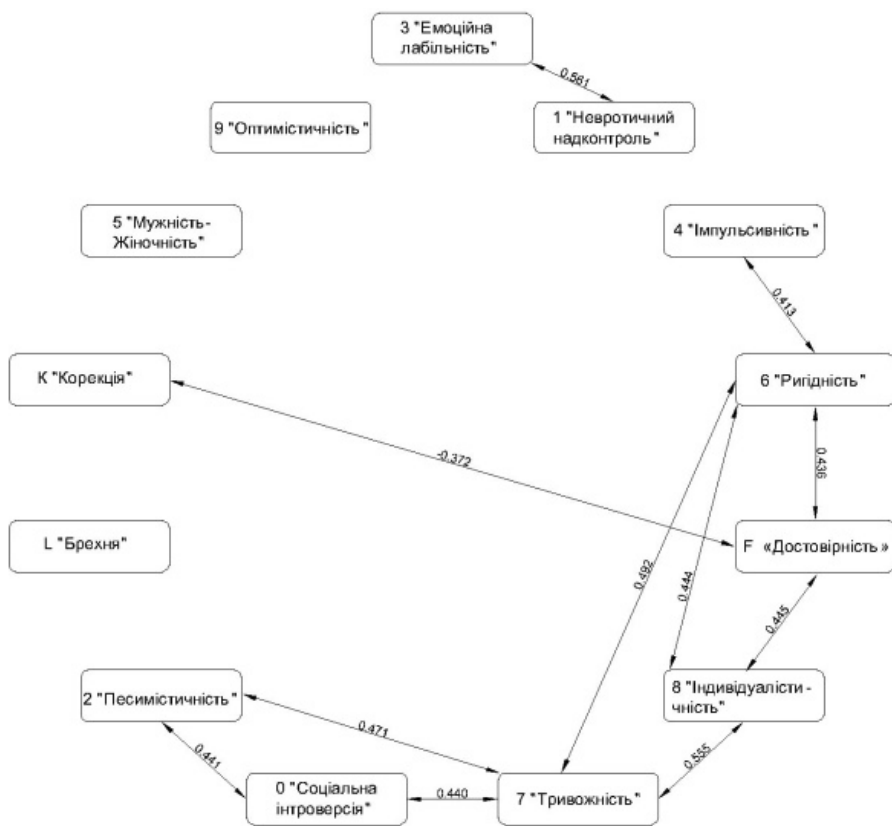 3 "Емоційна
лабільність"
0.561
9 "Оптимістичність"
1 "Невротичний
надконтроль"
5 "Мужність-
Жіночність"
4 "Імпульсивність"
0.413
К "Корекція"
6 "Ригідність"
-0.372
0.436
L "Брехня"
F «Достовірність»
0.492
0.444
0.445
2 "Песимістичність"
8 "Індивідуалісти -
чність"
0.471
0.441
0.555
0 "Соціальна
інтроверсія"
0.440
7 "Тривожність"